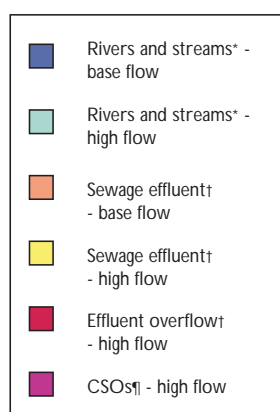 Rivers and streams* -
base flow
Rivers and streams* -
high flow
Sewage effluent†
- base flow
Sewage effluent†
- high flow
Effluent overflow†
- high flow
CSOs¶ - high flow